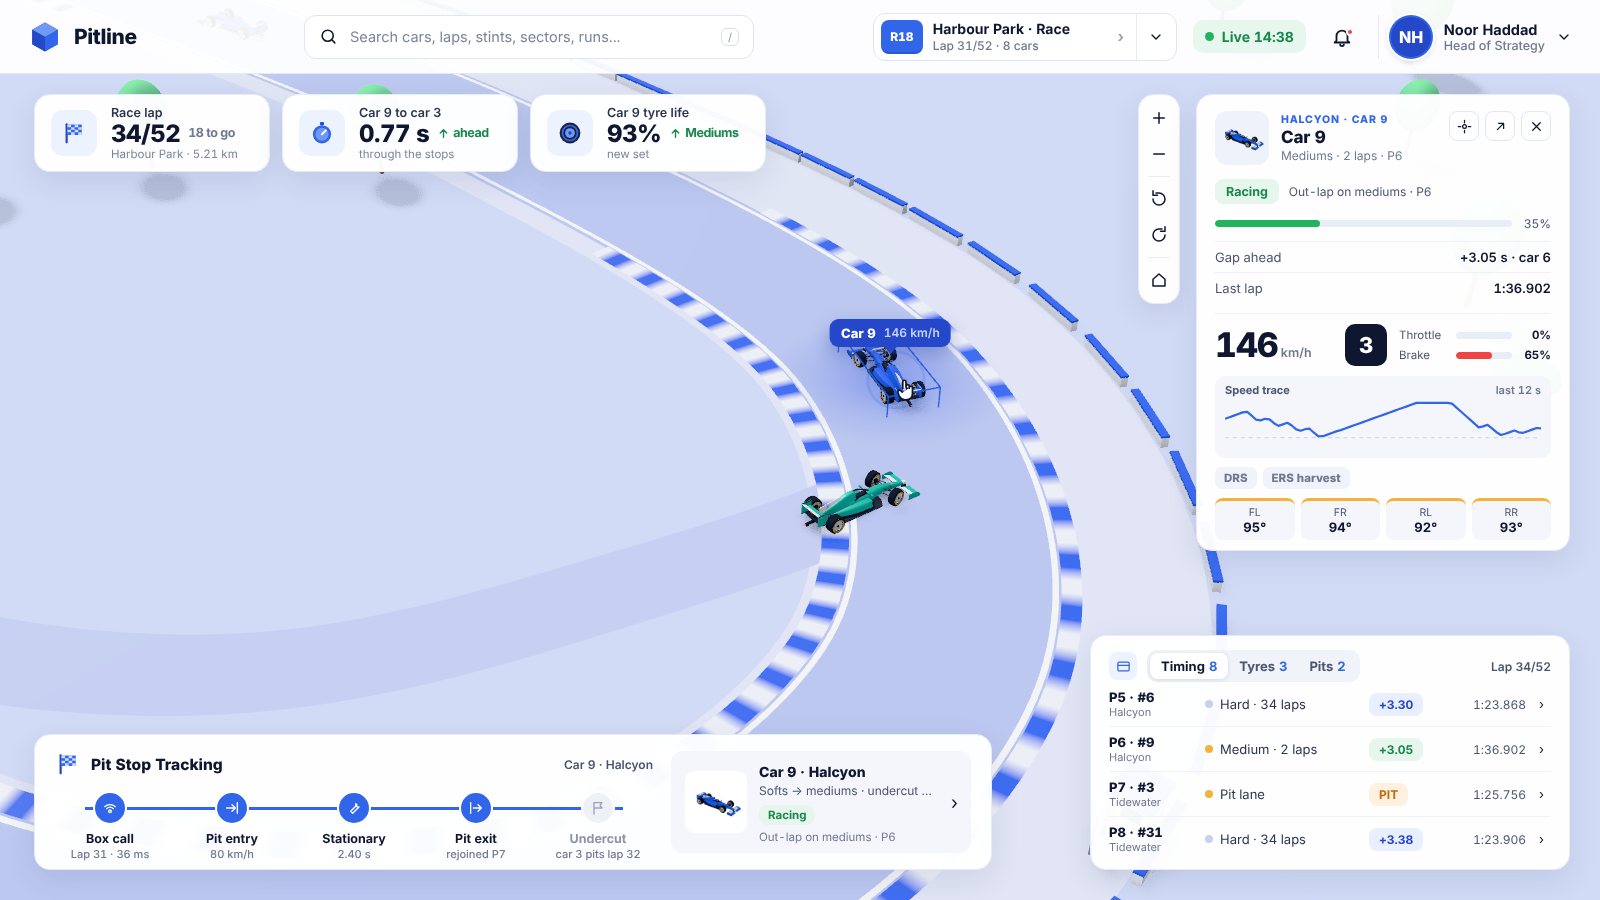 Pitline
Search cars, laps, stints, sectors, runs...
/
R18
Harbour Park · Race
Lap 31/52 · 8 cars
Live 14:38
NH
Noor Haddad
Head of Strategy
Race lap
34/52 18 to go
Harbour Park · 5.21 km
Car 9 to car 3
0.77 s ↑ ahead
through the stops
Car 9 tyre life
93% ↑ Mediums
new set
HALCYON · CAR 9
Car 9
Mediums · 2 laps · P6
Racing Out-lap on mediums · P6
35%
Gap ahead +3.05 s · car 6
Last lap 1:36.902
146 km/h
3
Throttle 0%
Brake 65%
Speed trace last 12 s
DRS ERS harvest
FL FR RL RR
95° 94° 92° 93°
Car 9 146 km/h
Timing 8 Tyres 3 Pits 2 Lap 34/52
P5 · #6 Hard · 34 laps +3.30 1:23.868
Halcyon
P6 · #9 Medium · 2 laps +3.05 1:36.902
Halcyon
P7 · #3 Pit lane PIT 1:25.756
Tidewater
P8 · #31 Hard · 34 laps +3.38 1:23.906
Tidewater
Pit Stop Tracking Car 9 · Halcyon
Box call Pit entry Stationary Pit exit Undercut
Lap 31 · 36 ms 80 km/h 2.40 s rejoined P7 car 3 pits lap 32
Car 9 · Halcyon
Softs → mediums · undercut ...
Racing
Out-lap on mediums · P6